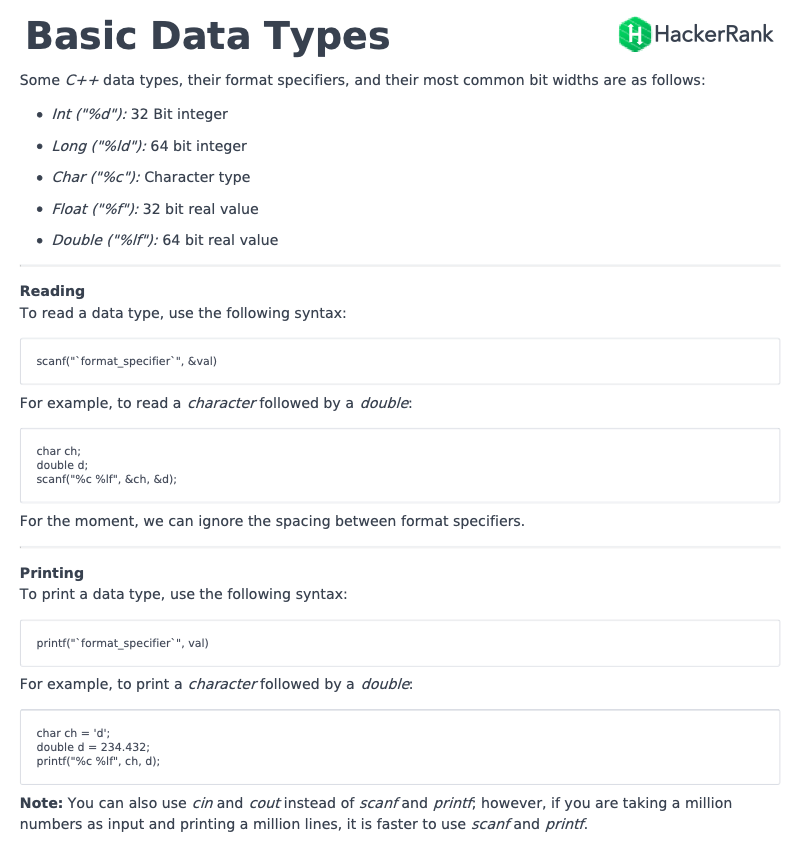 Basic Data Types
HackerRank
Some C++ data types, their format specifiers, and their most common bit widths are as follows:
• Int ("%d"): 32 Bit integer
• Long ("%ld"): 64 bit integer
• Char ("%c"): Character type
• Float ("%f"): 32 bit real value
• Double ("%lf"): 64 bit real value
Reading
To read a data type, use the following syntax:
scanf("`format_specifier`", &val)
For example, to read a character followed by a double:
char ch;
double d;
scanf("%c %lf", &ch, &d);
For the moment, we can ignore the spacing between format specifiers.
Printing
To print a data type, use the following syntax:
printf("`format_specifier`", val)
For example, to print a character followed by a double:
char ch = 'd';
double d = 234.432;
printf("%c %lf", ch, d);
Note: You can also use cin and cout instead of scanf and printf; however, if you are taking a million
numbers as input and printing a million lines, it is faster to use scanf and printf.